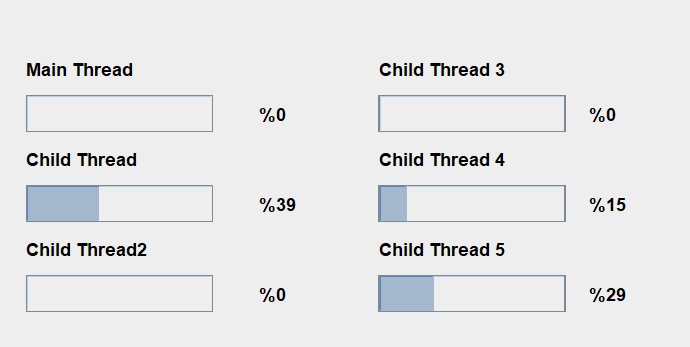 Main Thread
%0
Child Thread
%39
Child Thread2
%0
Child Thread 3
%0
Child Thread 4
%15
Child Thread 5
%29